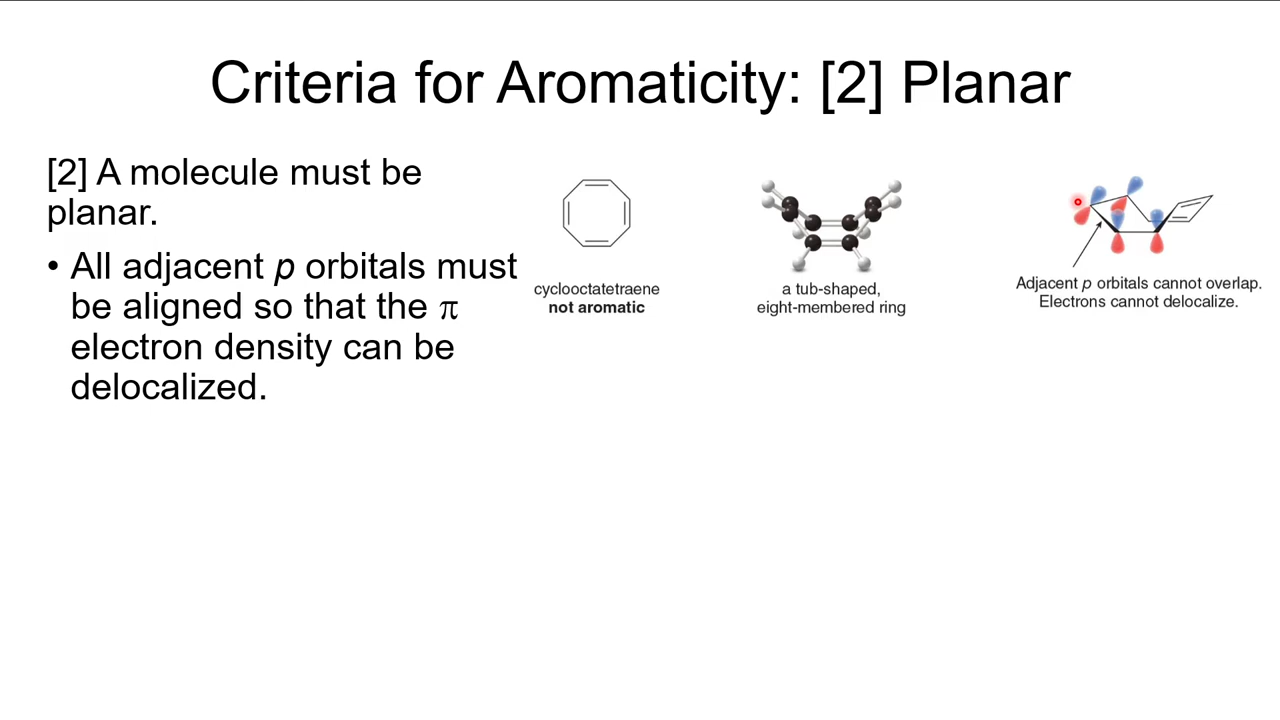 Criteria for Aromaticity: [2] Planar
[2] A molecule must be
planar.
• All adjacent p orbitals must
be aligned so that the π
electron density can be
delocalized.
cyclooctatetraene
not aromatic
a tub-shaped,
eight-membered ring
Adjacent p orbitals cannot overlap.
Electrons cannot delocalize.